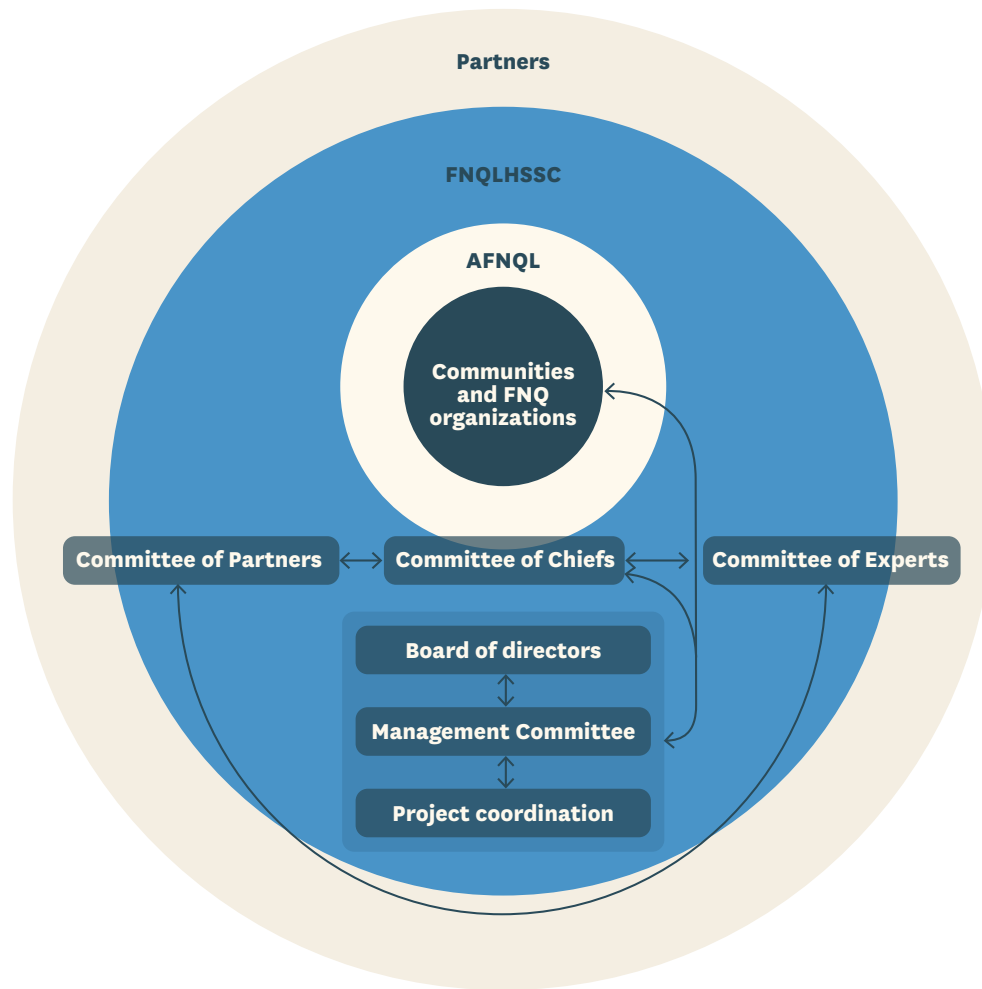 Partners
FNQLHSSC
AFNQL
Communities
and FNQ
organizations
Committee of Partners
Committee of Chiefs
Committee of Experts
Board of directors
Management Committee
Project coordination